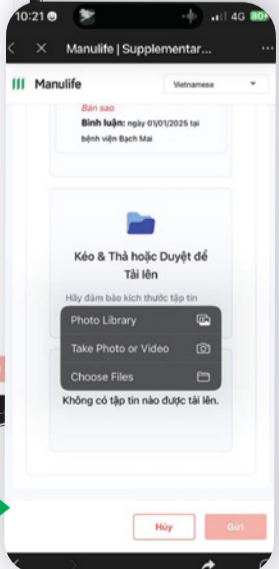 10:21
4G 80+
Manulife | Supplementar...
Manulife
Vietnamese
Bản sao
Bình luận: ngày 01/01/2025 tại
bệnh viện Bạch Mai
Kéo & Thả hoặc Duyệt để
Tải lên
Hãy đảm bảo kích thước tập tin
Photo Library
Take Photo or Video
Choose Files
Không có tập tin nào được tải lên.
Hủy
Gửi